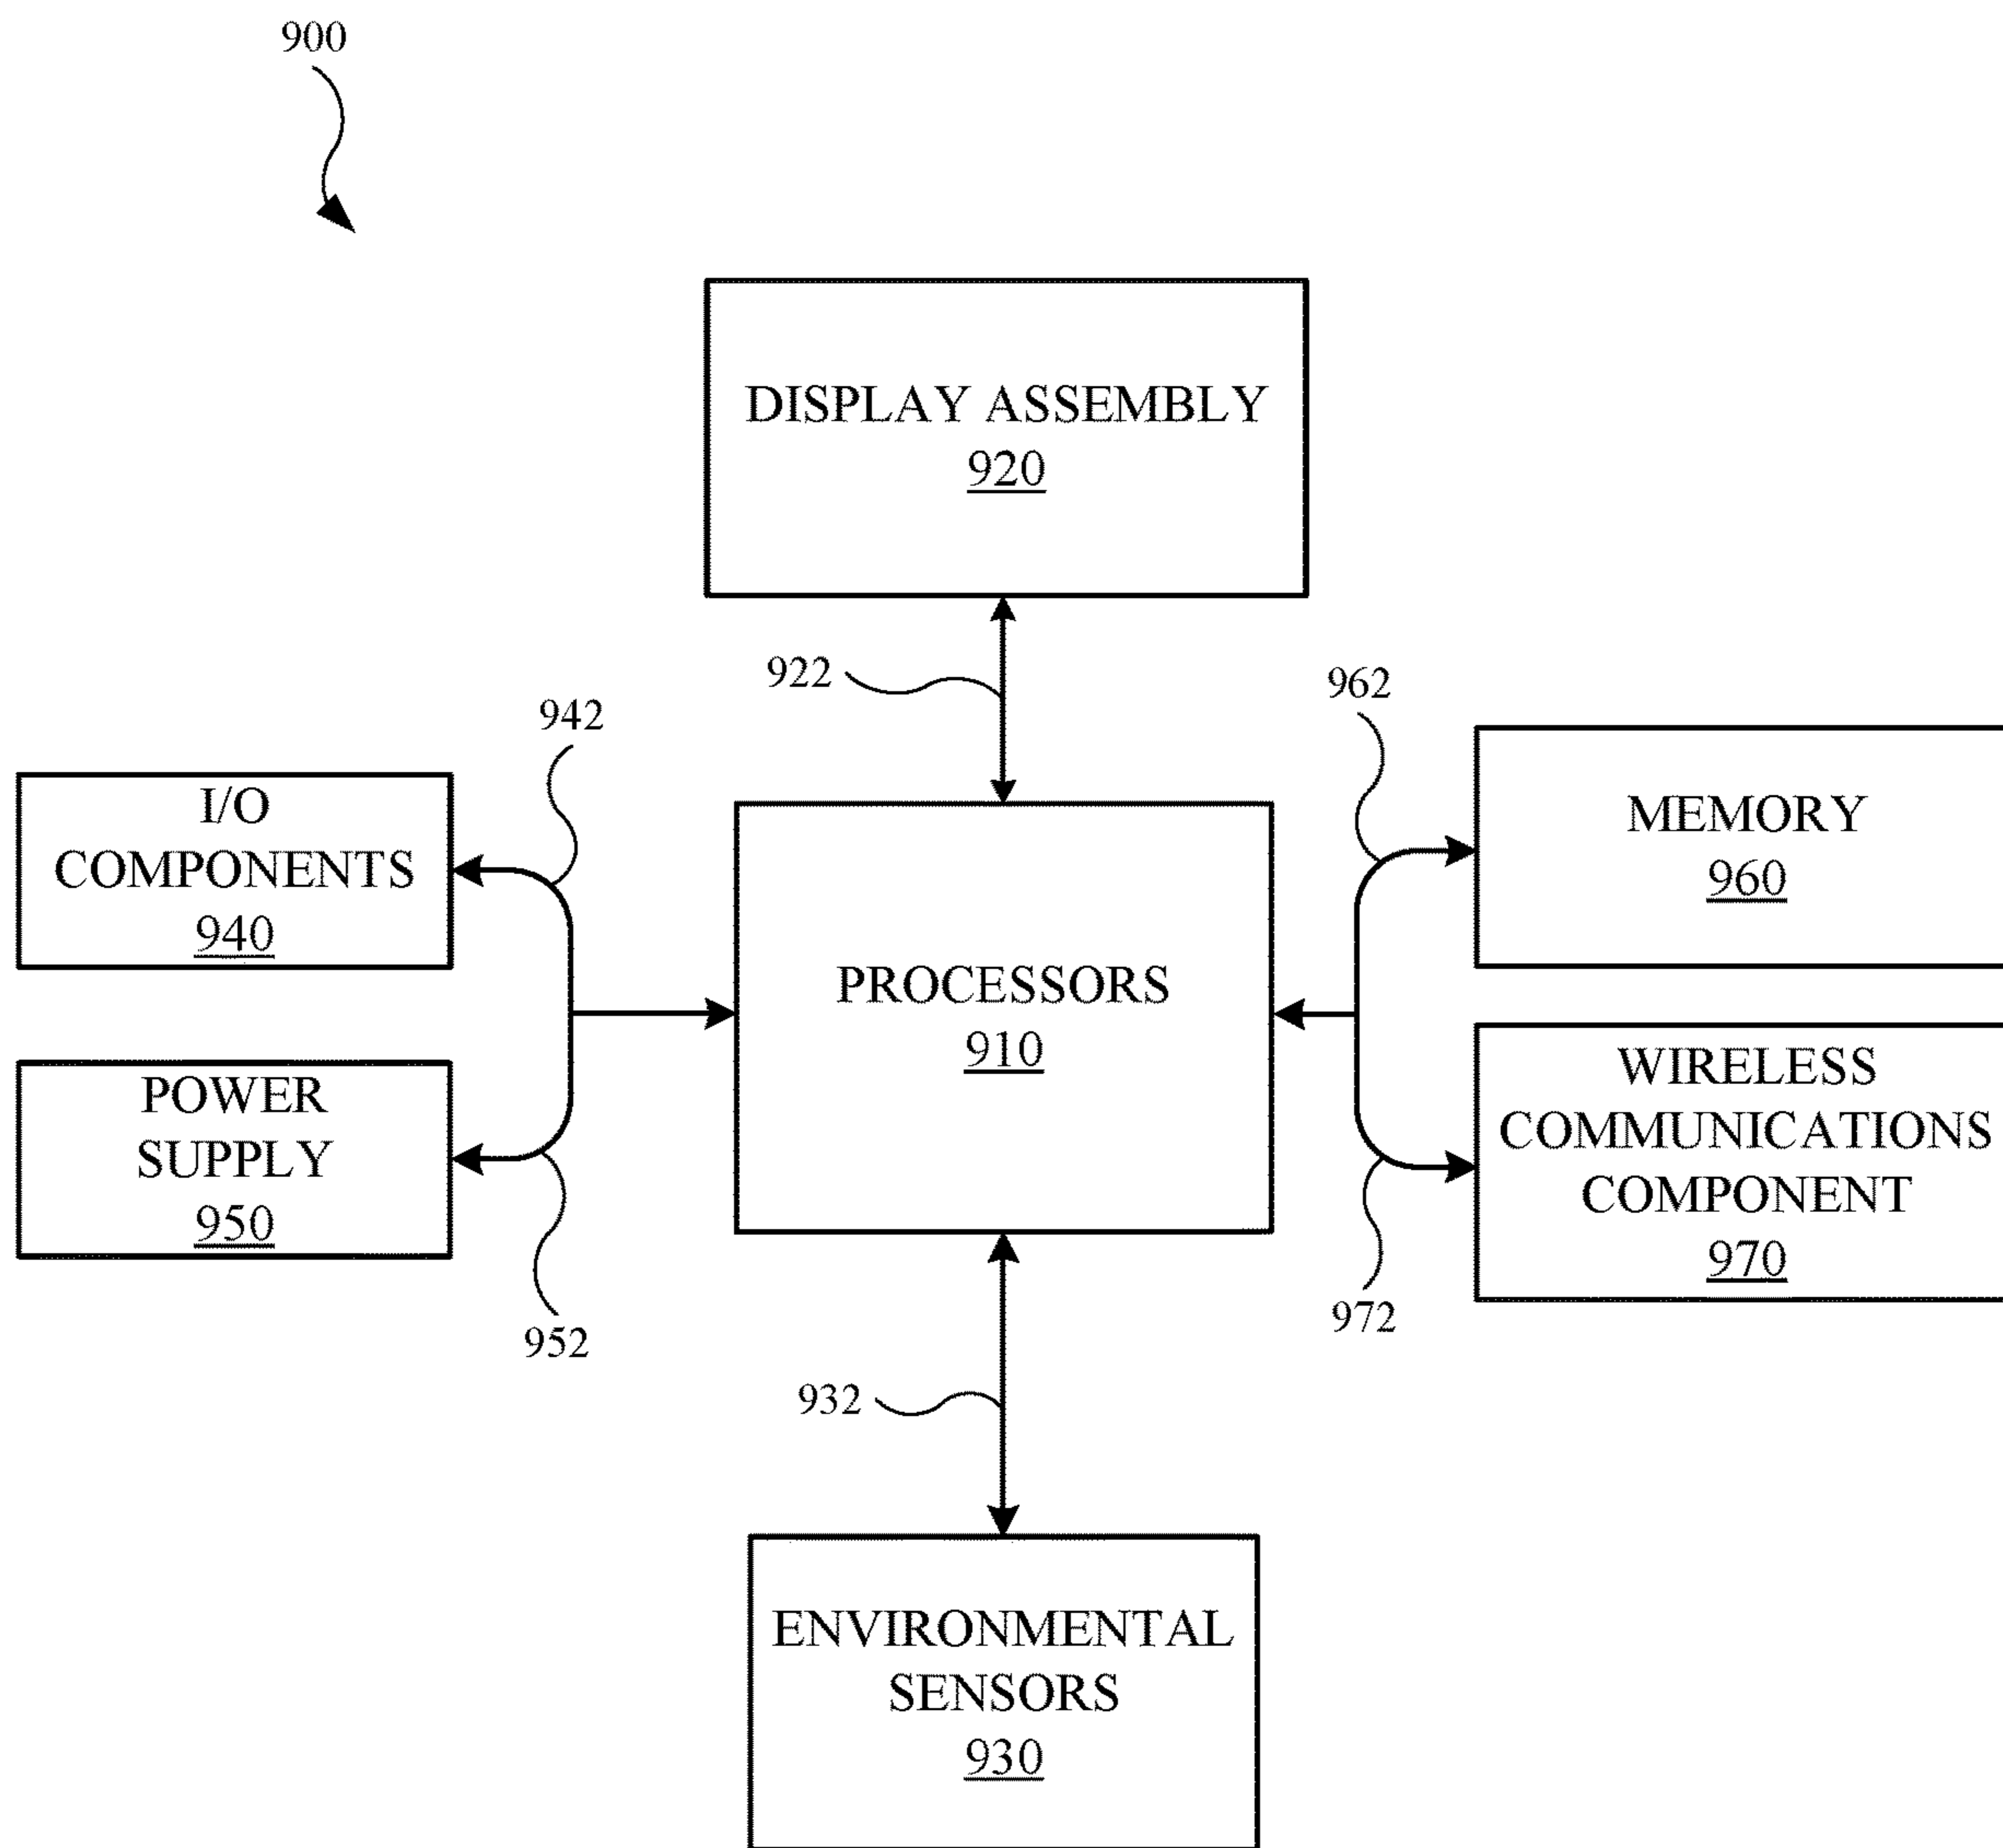 900
DISPLAY ASSEMBLY
920
922
962
942
I/O
COMPONENTS
940
MEMORY
960
PROCESSORS
910
POWER
SUPPLY
950
WIRELESS
COMMUNICATIONS
COMPONENT
970
952
972
932
ENVIRONMENTAL
SENSORS
930